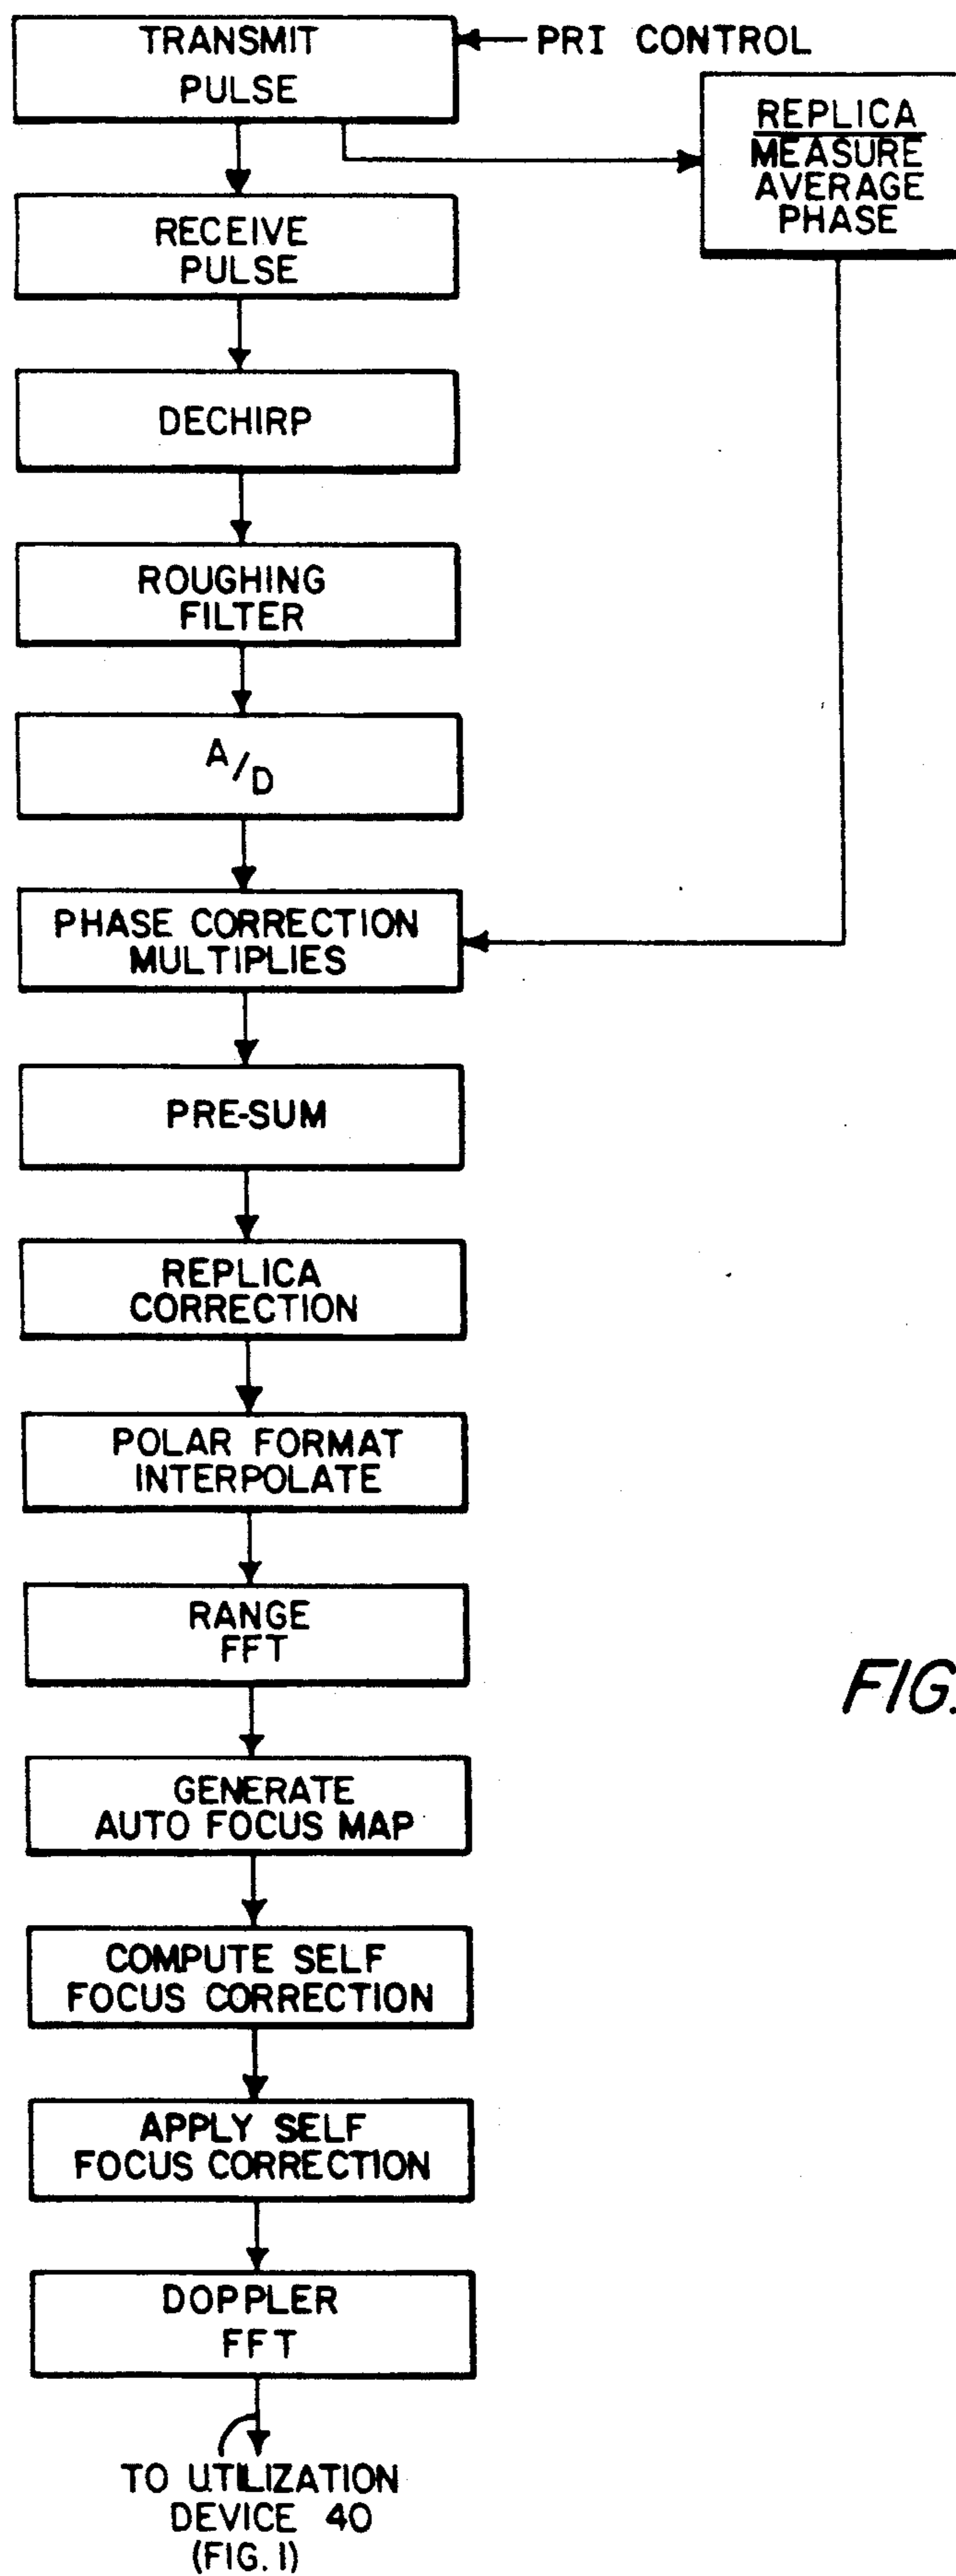 TRANSMIT
PULSE
PRI CONTROL
REPLICA
MEASURE
AVERAGE
PHASE
RECEIVE
PULSE
DECHIRP
ROUGHING
FILTER
A/D
PHASE CORRECTION
MULTIPLIES
PRE-SUM
REPLICA
CORRECTION
POLAR FORMAT
INTERPOLATE
RANGE
FFT
FIG.
GENERATE
AUTO FOCUS MAP
COMPUTE SELF
FOCUS CORRECTION
APPLY SELF
FOCUS CORRECTION
DOPPLER
FFT
TO UTILIZATION
DEVICE 40
(FIG. 1)